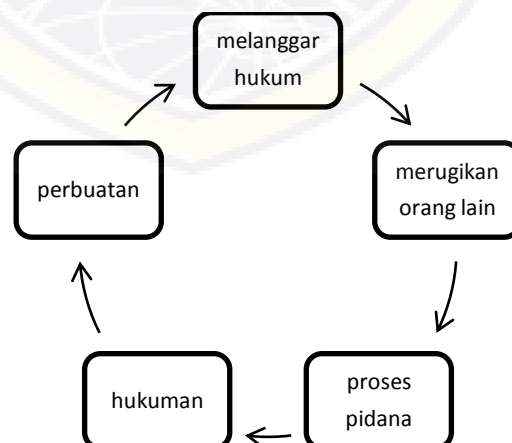 melanggar
hukum
merugikan
orang lain
proses
pidana
hukuman
perbuatan